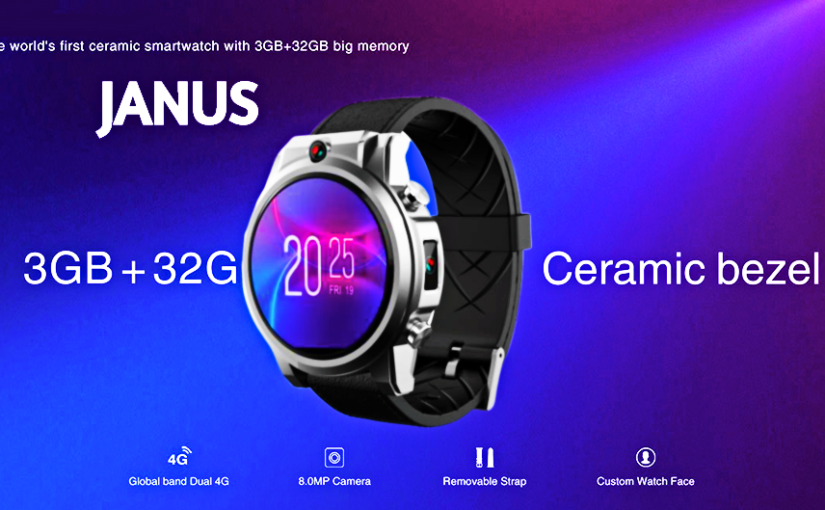 e world's first ceramic smartwatch with 3GB+32GB big memory
JANUS
3GB + 32G
Ceramic bezel
20 25
FRI 19
4G
Global band Dual 4G
8.0MP Camera
Removable Strap
Custom Watch Face